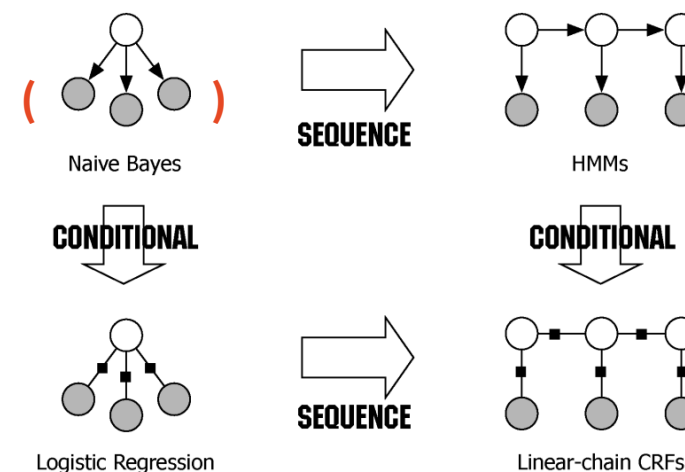 ( )
SEQUENCE
Naive Bayes
HMMs
CONDITIONAL
CONDITIONAL
SEQUENCE
Logistic Regression
Linear-chain CRFs